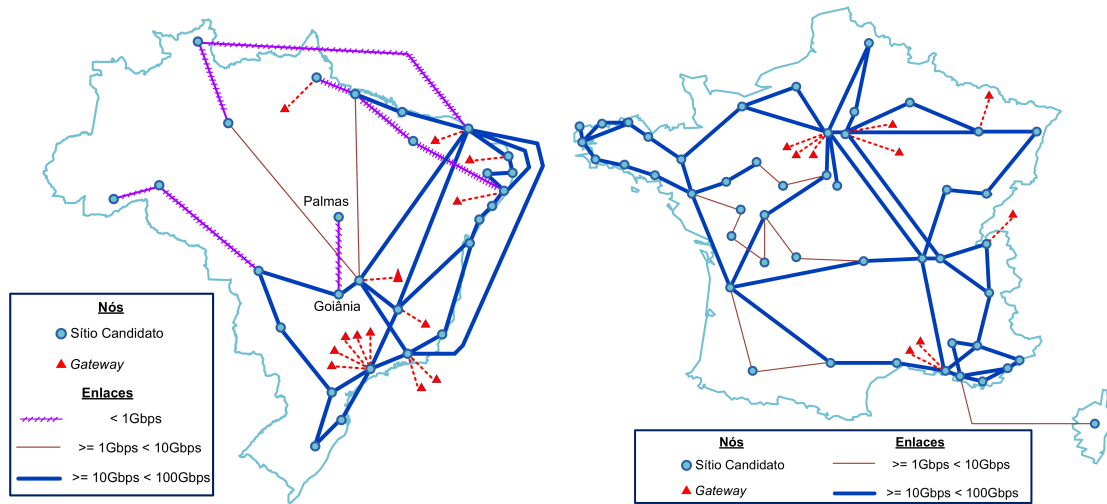 Palmas
Goiânia
Nós
Sítio Candidato
Gateway
Enlaces
< 1Gbps
>= 1Gbps < 10Gbps
>= 10Gbps < 100Gbps
Nós
Enlaces
Sítio Candidato
>= 1Gbps < 10Gbps
Gateway
>= 10Gbps < 100Gbps